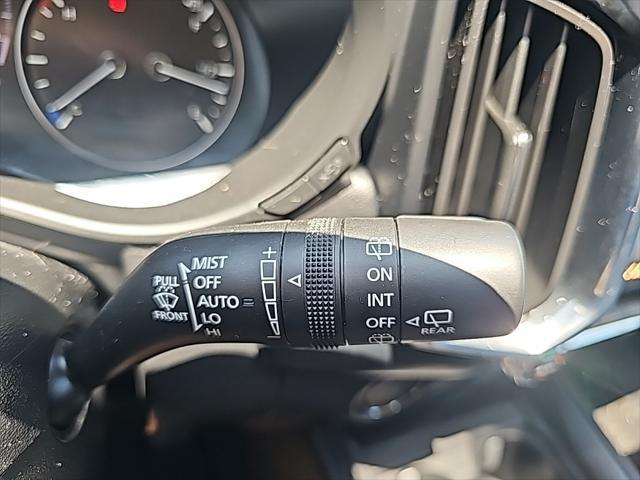 MIST
OFF
AUTO
LO
HI
PULL
FRONT
+
−
ON
INT
OFF
REAR